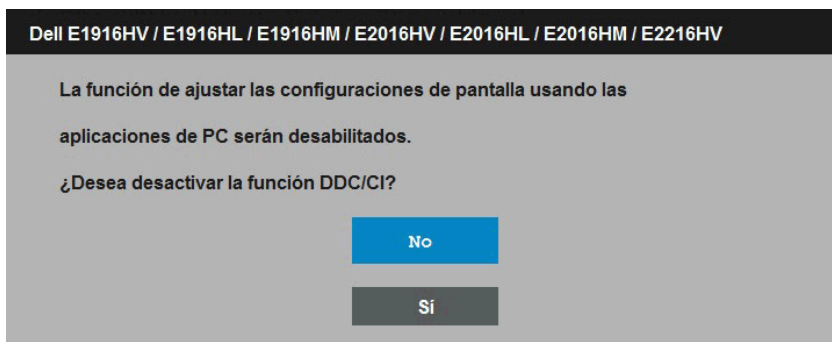 Dell E1916HV / E1916HL / E1916HM / E2016HV / E2016HL / E2016HM / E2216HV
La función de ajustar las configuraciones de pantalla usando las
aplicaciones de PC serán desabilitados.
¿Desea desactivar la función DDC/CI?
No
Sí